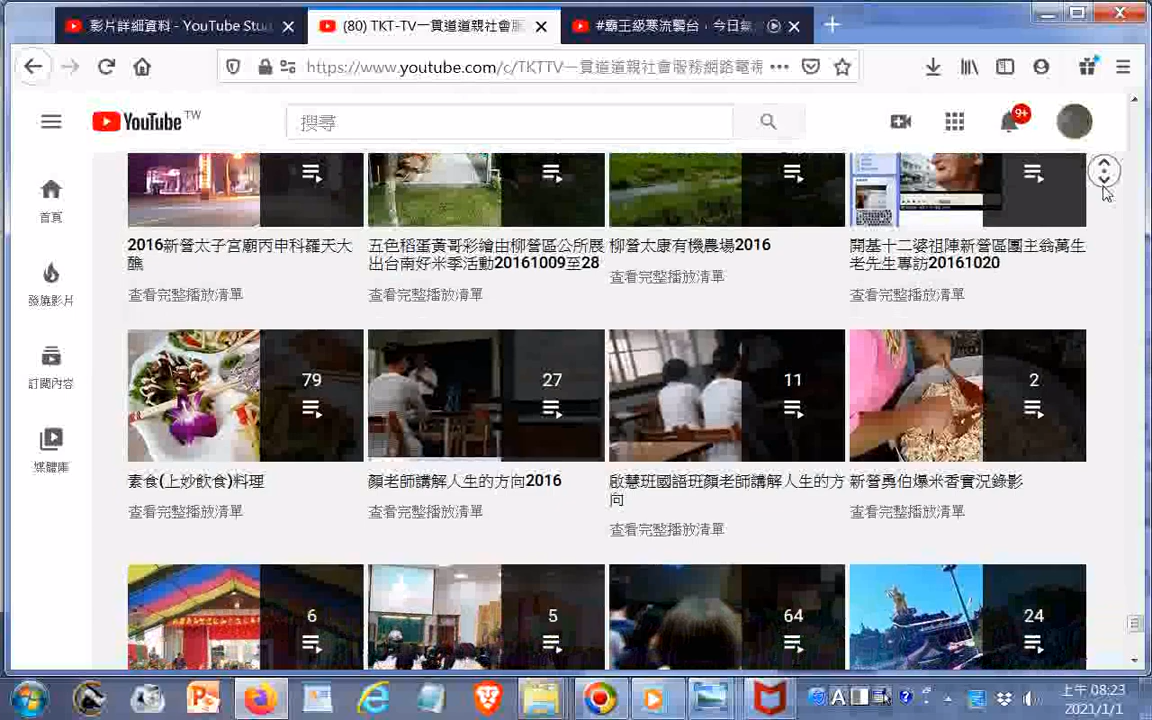 影片詳細資料 - YouTube Stu
(80) TKT-TV一貫道道親社會服
#霸王級寒流襲台，今日氣
https://www.youtube.com/c/TKTTV一貫道道親社會服務網路電視
YouTube TW
搜尋
9+
首頁
發燒影片
訂閱內容
媒體庫
2016新營太子宮廟丙申科羅天大醮
查看完整播放清單
五色稻蛋黃哥彩繪由柳營區公所展出台南好米季活動20161009至28
查看完整播放清單
柳營太康有機農場2016
查看完整播放清單
開基十二婆祖陣新營區團主翁萬生老先生專訪20161020
查看完整播放清單
79
素食(上妙飲食)料理
查看完整播放清單
27
顏老師講解人生的方向2016
查看完整播放清單
11
啟慧班國語班顏老師講解人生的方向
查看完整播放清單
2
新營勇伯爆米香實況錄影
查看完整播放清單
6
5
64
24
上午 08:23
2021/1/1